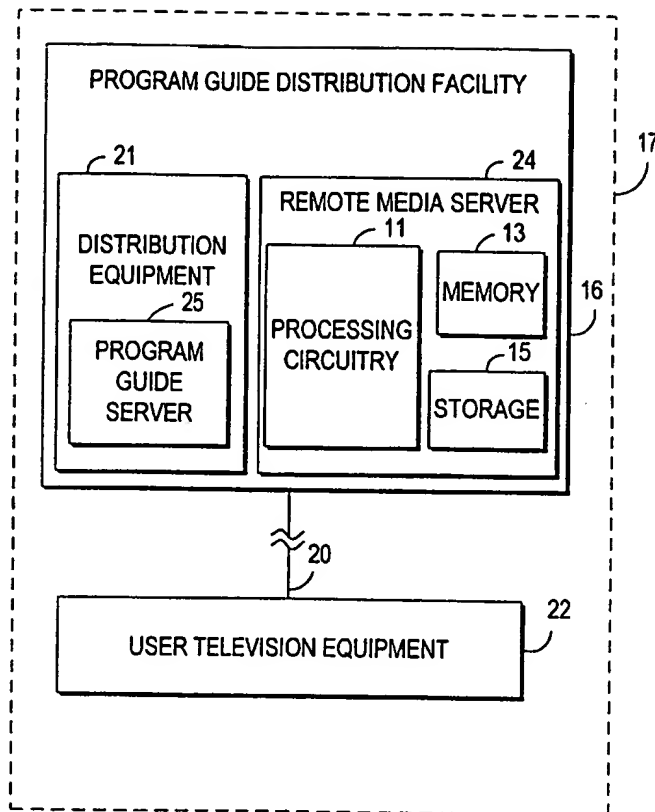 PROGRAM GUIDE DISTRIBUTION FACILITY
17
21
24
DISTRIBUTION
EQUIPMENT
25
PROGRAM
GUIDE
SERVER
REMOTE MEDIA SERVER
11
PROCESSING
CIRCUITRY
13
MEMORY
16
15
STORAGE
20
22
USER TELEVISION EQUIPMENT